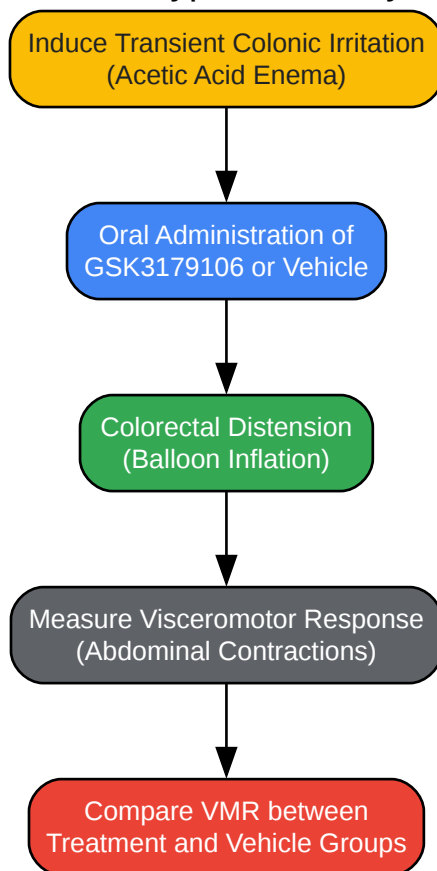 Induce Transient Colonic Irritation
(Acetic Acid Enema)
Oral Administration of
GSK3179106 or Vehicle
Colorectal Distension
(Balloon Inflation)
Measure Visceromotor Response
(Abdominal Contractions)
Compare VMR between
Treatment and Vehicle Groups